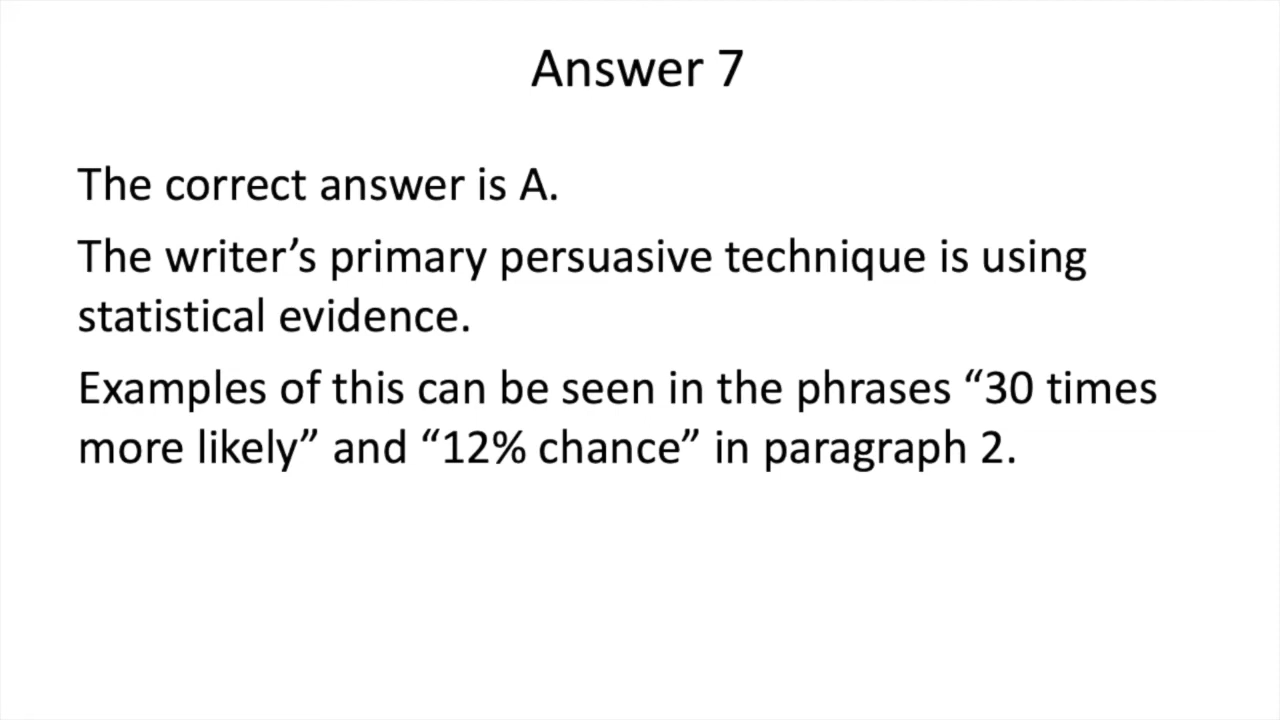 Answer 7
The correct answer is A.
The writer’s primary persuasive technique is using
statistical evidence.
Examples of this can be seen in the phrases “30 times
more likely” and “12% chance” in paragraph 2.